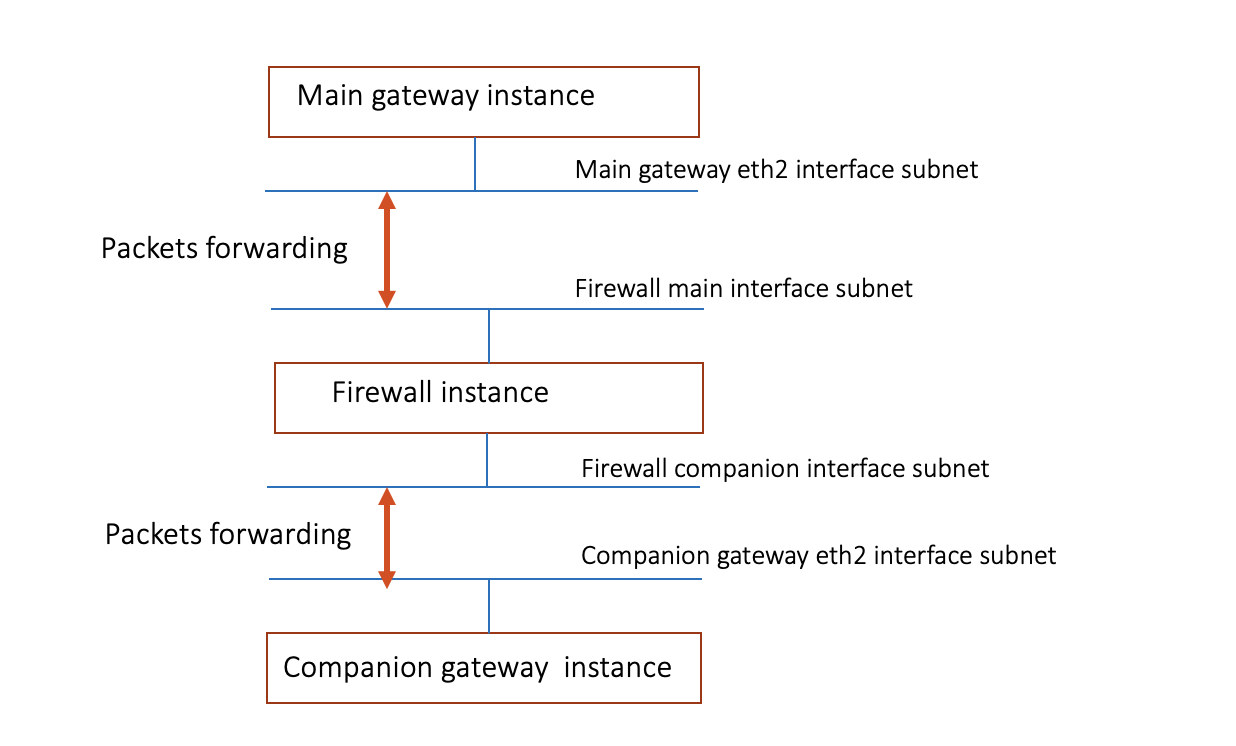 Main gateway instance
Main gateway eth2 interface subnet
Packets forwarding
Firewall main interface subnet
Firewall instance
Firewall companion interface subnet
Packets forwarding
Companion gateway eth2 interface subnet
Companion gateway  instance